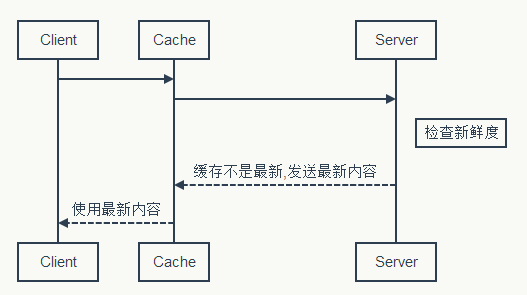 Client
Cache
Server
检查新鲜度
缓存不是最新,发送最新内容
使用最新内容
Client
Cache
Server